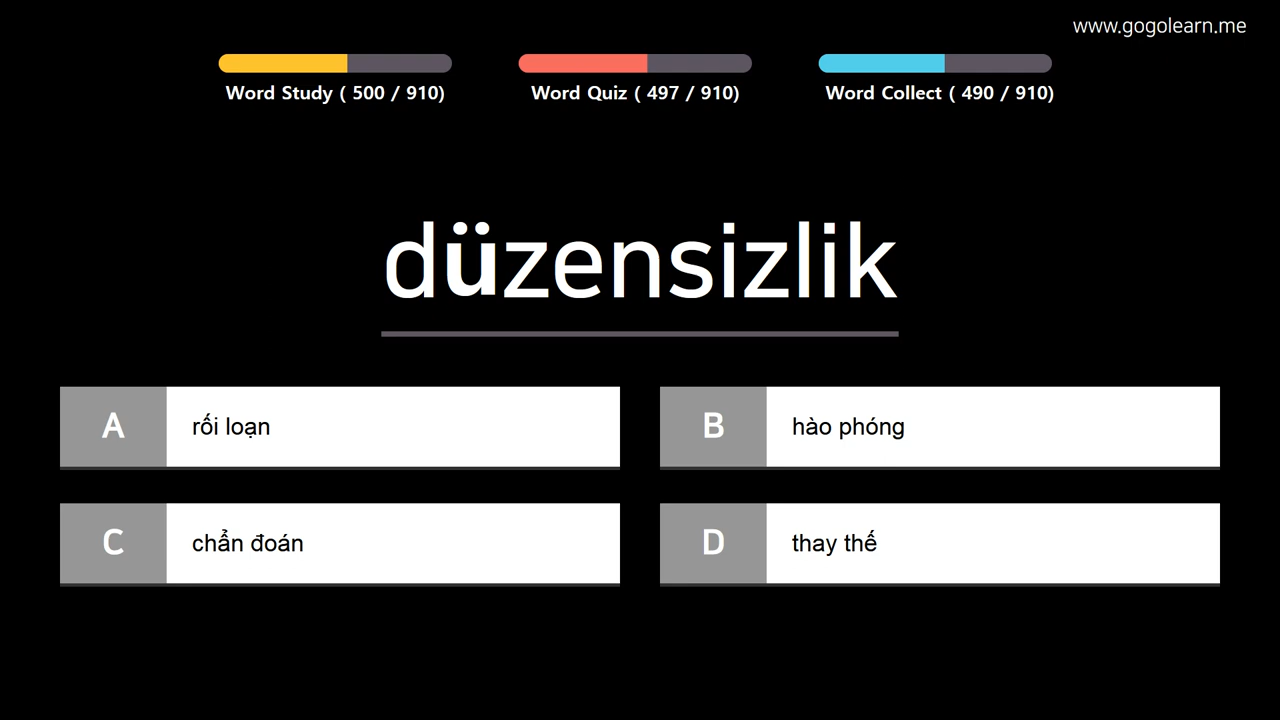 www.gogolearn.me
Word Study ( 500 / 910)
Word Quiz ( 497 / 910)
Word Collect ( 490 / 910)
düzensizlik
A rối loạn
B hào phóng
C chẩn đoán
D thay thế